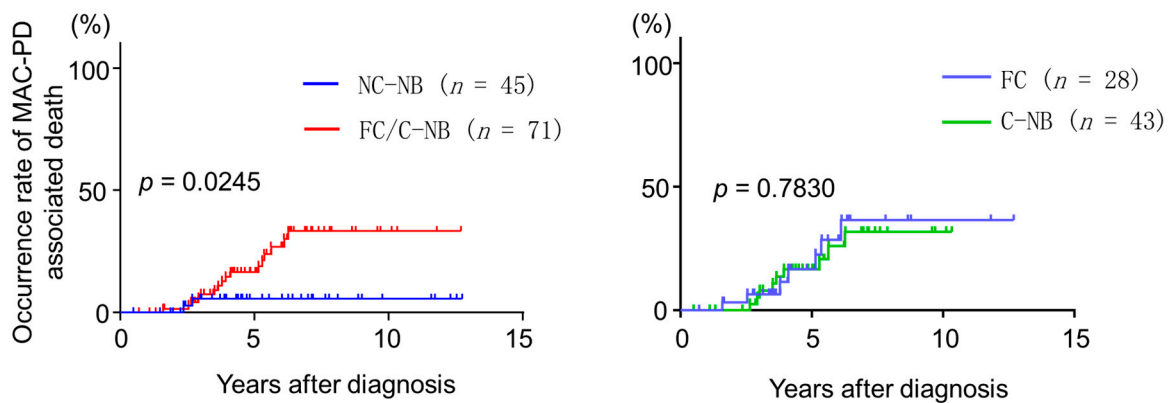 (%)
Occurrence rate of MAC-PD
associated death
100
50
0
NC-NB (n = 45)
FC/C-NB (n = 71)
p = 0.0245
0 5 10 15
Years after diagnosis
(%)
100
50
0
FC (n = 28)
C-NB (n = 43)
p = 0.7830
0 5 10 15
Years after diagnosis